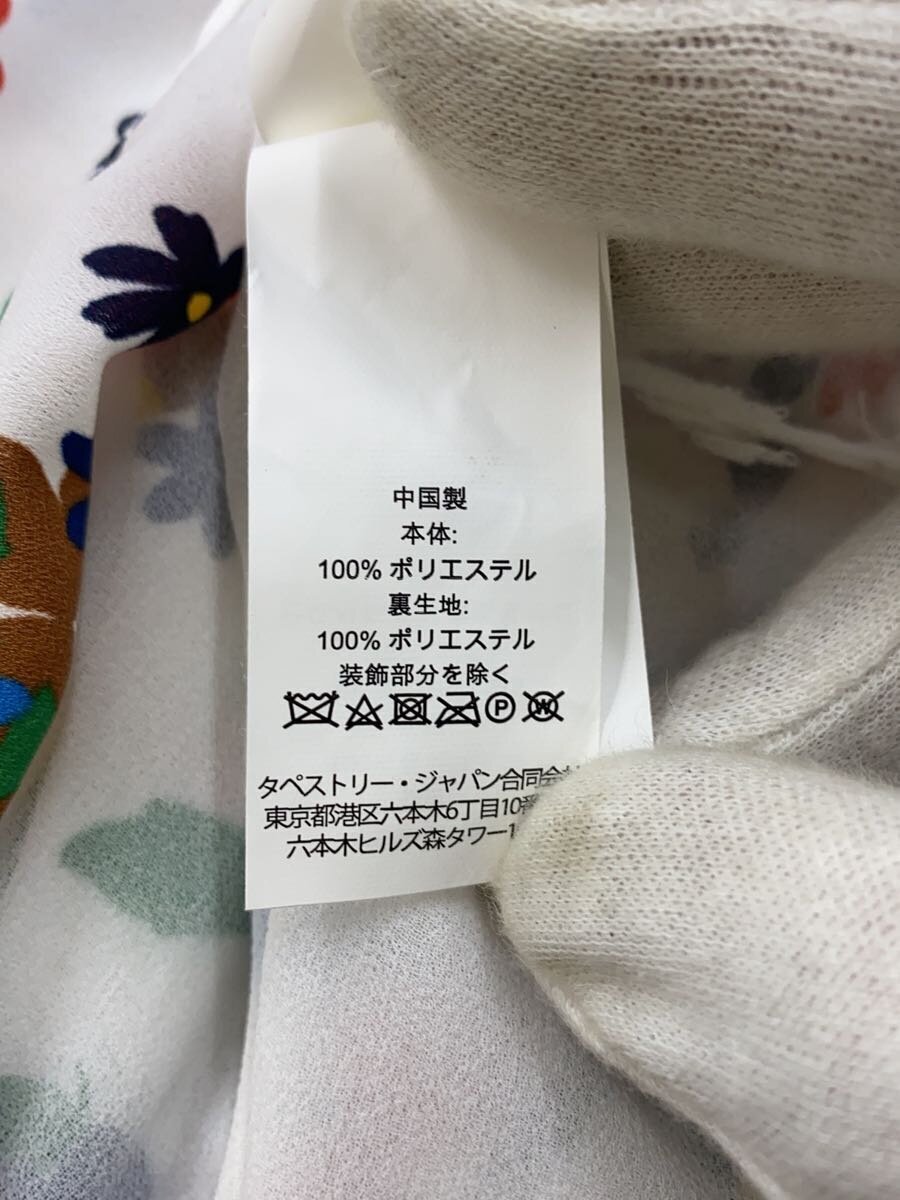 中国製
本体:
100% ポリエステル
裏生地:
100% ポリエステル
装飾部分を除く
P W
タペストリー・ジャパン合同会社
東京都港区六本木6丁目10番
六本木ヒルズ森タワー1